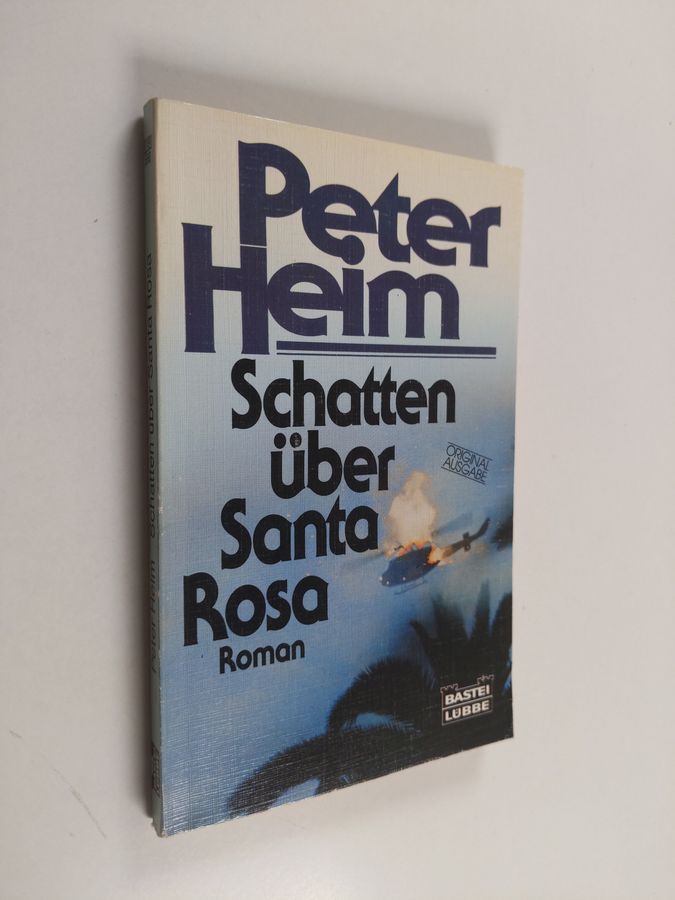 Peter
Heim
Schatten
über
Santa
Rosa
Roman
ORIGINAL
AUSGABE
BASTEI
LÜBBE
Peter Heim Schatten über Santa Rosa